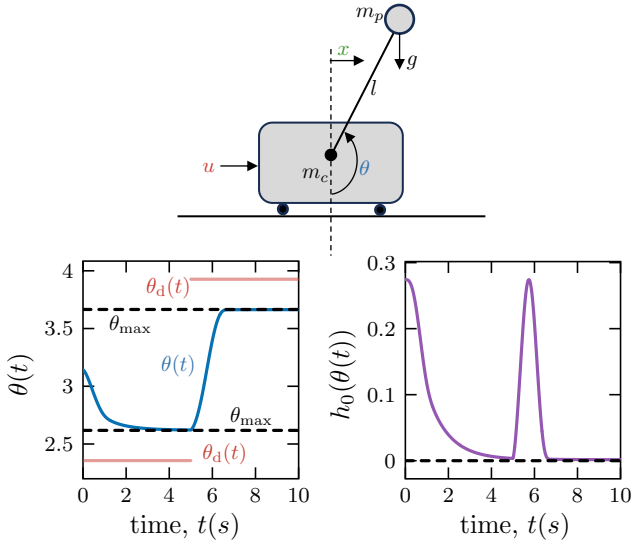 m_p
x
g
l
u
m_c
θ
4
3.5
3
2.5
θ(t)
θ_d(t)
θ_max
θ(t)
θ_max
θ_d(t)
0 2 4 6 8 10
time, t(s)
0.3
0.2
0.1
0
h_0(θ(t))
0 2 4 6 8 10
time, t(s)